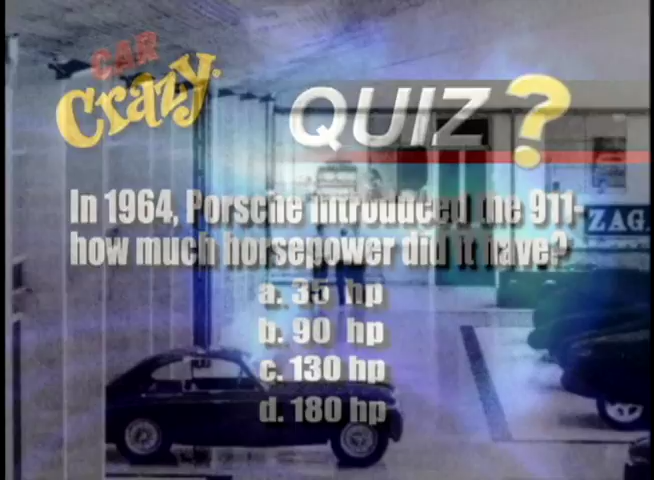 CAR
Crazy
QUIZ?
In 1964, Porsche introduced the 911-
how much horsepower did it have?
a. 35 hp
b. 90 hp
c. 130 hp
d. 180 hp
ZAG